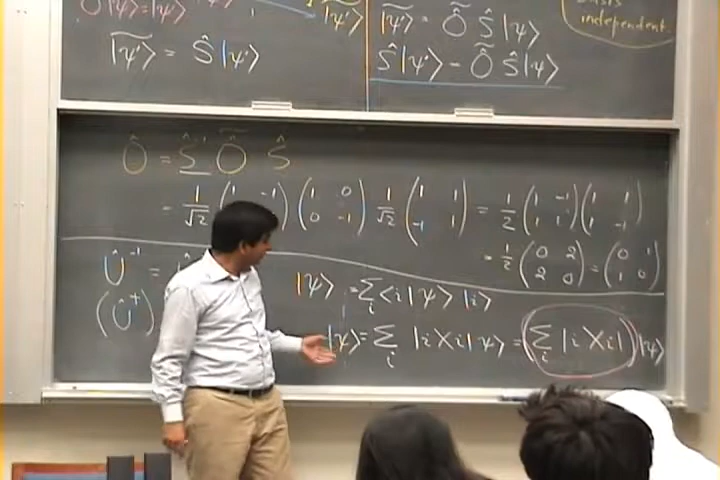 Ô|ψ⟩ = |ψ'⟩
|ψ̃'⟩
|ψ̃'⟩ = Ŝ|ψ'⟩
|ψ̃'⟩ = Õ Ŝ|ψ⟩
Ŝ|ψ'⟩ = Õ Ŝ|ψ⟩
independent
Ô = Ŝ⁻¹ Õ Ŝ
= 1/√2 (1 -1; 1) (1 0; 0 -1) 1/√2 (1 1; -1 1) = 1/2 (1 -1; 1 1)(1 1; 1 -1)
= 1/2 (0 2; 2 0) = (0 1; 1 0)
Û⁻¹ =
(Û⁺)
|ψ⟩ = Σᵢ ⟨i|ψ⟩ |i⟩
|ψ⟩ = Σᵢ |i⟩⟨i|ψ⟩ = (Σᵢ |i⟩⟨i|) |ψ⟩